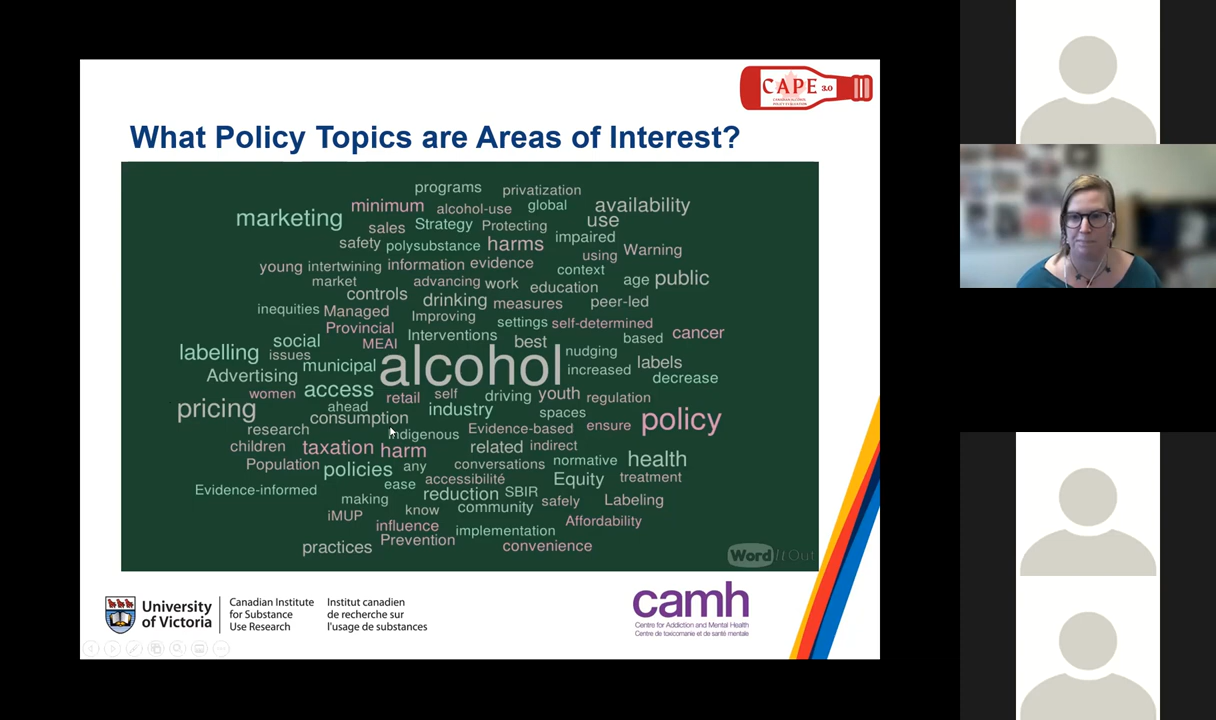 CAPE 3.0
CANADIAN ALCOHOL
POLICY EVALUATION
What Policy Topics are Areas of Interest?
programs privatization
minimum alcohol-use global availability
marketing use
sales Strategy Protecting
safety polysubstance harms impaired
using Warning
young intertwining information evidence
context
market advancing work education age public
controls drinking measures peer-led
inequities Managed Improving
Provincial settings self-determined
social MEAI Interventions best based cancer
labelling issues nudging
municipal alcohol increased labels
Advertising decrease
women access retail self driving youth regulation
pricing ahead industry spaces policy
consumption
research indigenous Evidence-based ensure
children taxation harm related indirect
Population policies any conversations normative health
ease accessibilité Equity treatment
Evidence-informed making reduction SBIR safely Labeling
iMUP know community
influence implementation Affordability
practices Prevention convenience
WordItOut
University
of Victoria
Canadian Institute
for Substance
Use Research
Institut canadien
de recherche sur
l'usage de substances
camh
Centre for Addiction and Mental Health
Centre de toxicomanie et de santé mentale